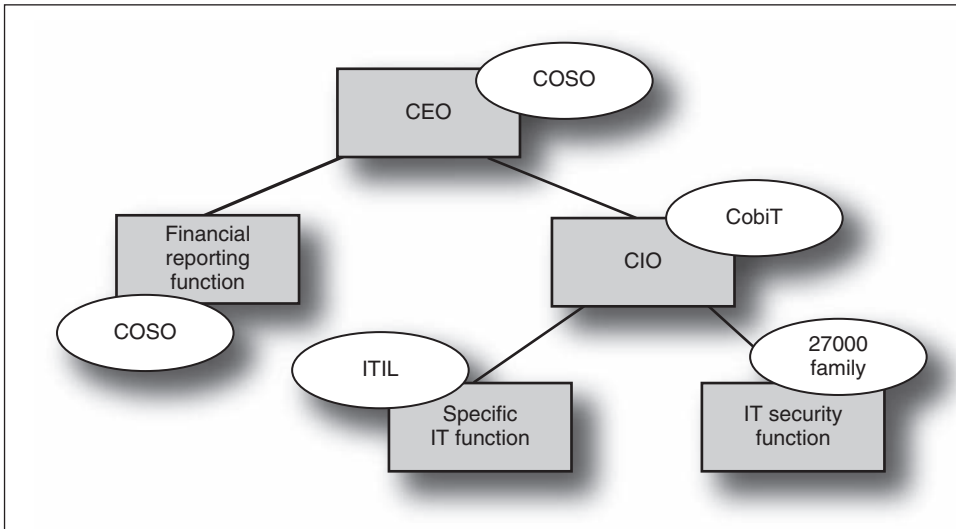 COSO
CEO
CobiT
Financial
reporting
function
CIO
COSO
27000
family
ITIL
Specific
IT function
IT security
function